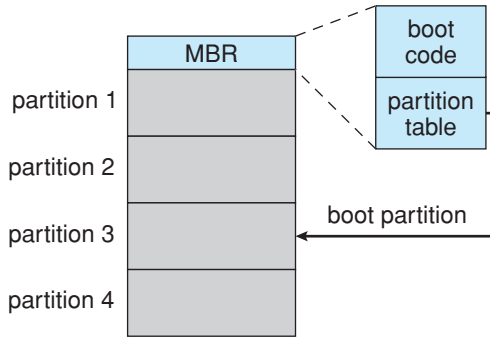 MBR
boot
code
partition
table
partition 1
partition 2
boot partition
partition 3
partition 4